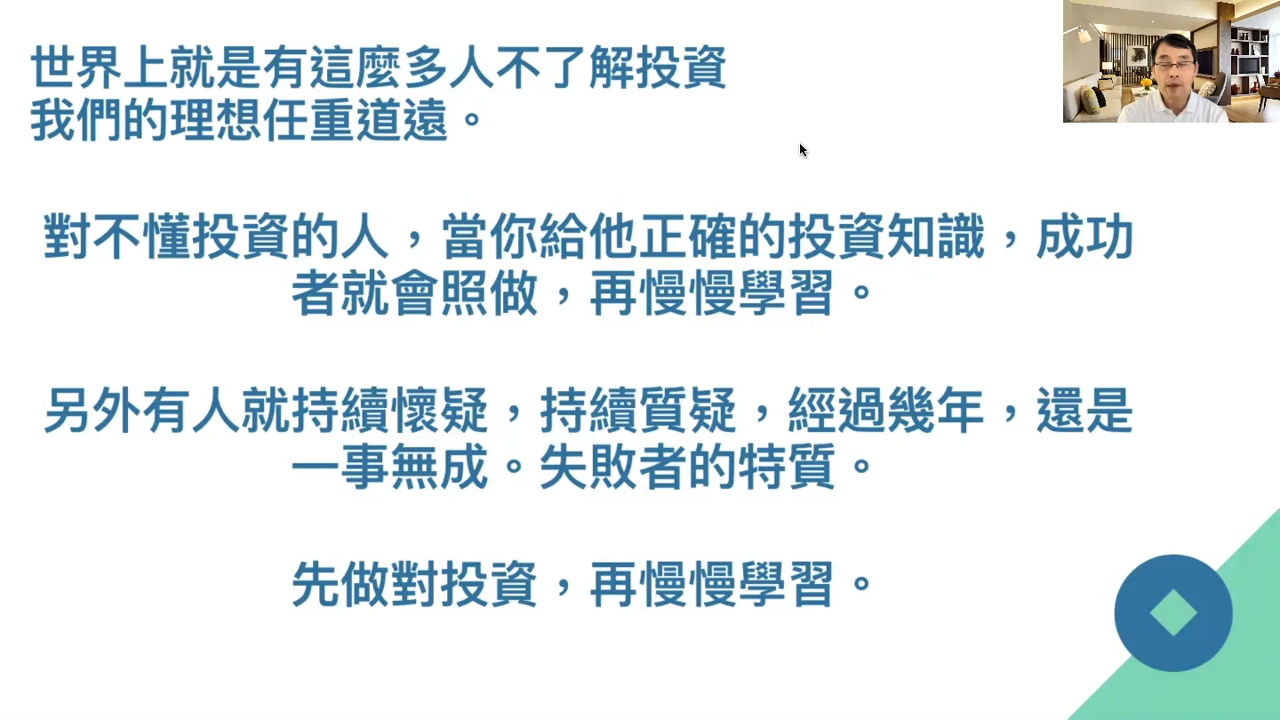 世界上就是有這麼多人不了解投資
我們的理想任重道遠。
對不懂投資的人，當你給他正確的投資知識，成功
者就會照做，再慢慢學習。
另外有人就持續懷疑，持續質疑，經過幾年，還是
一事無成。失敗者的特質。
先做對投資，再慢慢學習。